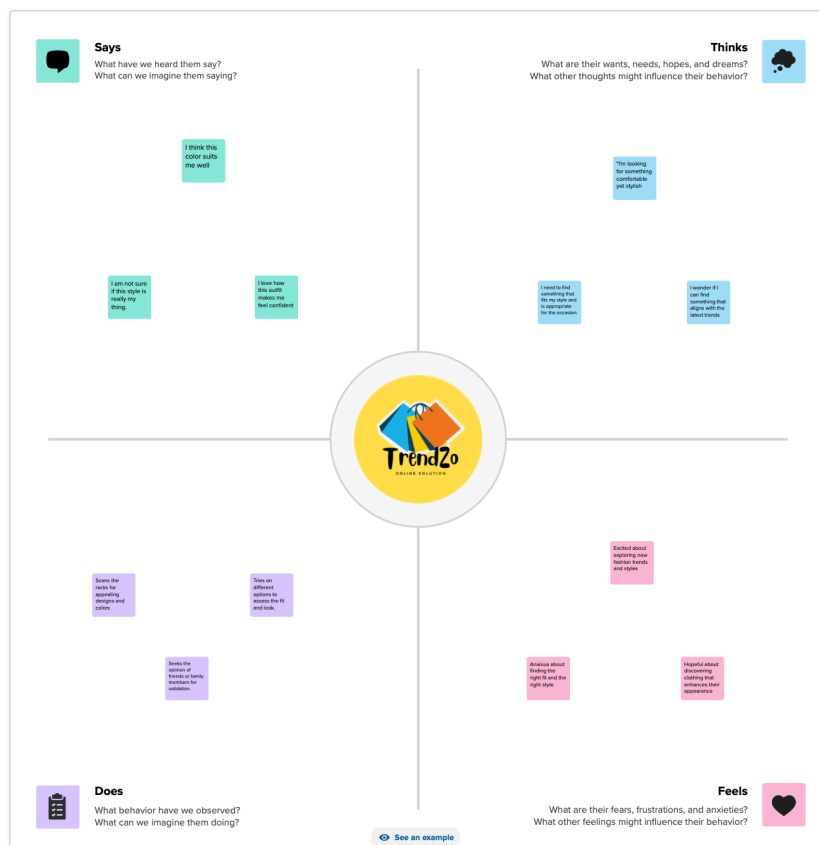 Says
What have we heard them say?
What can we imagine them saying?
Thinks
What are their wants, needs, hopes, and dreams?
What other thoughts might influence their behavior?
I think this
color suits
me well
"I'm looking
for something
comfortable
yet stylish
I am not sure
if this style is
really my
thing.
I love how
this outfit
makes me
feel confident
I need to find
something that
fits my style and
is appropriate
for the occasion.
I wonder if I
can find
something that
aligns with the
latest trends
TrendZo
ONLINE SOLUTION
Scans the
racks for
appealing
designs and
colors
Tries on
different
options to
assess the fit
and look.
Seeks the
opinion of
friends or family
members for
validation
Excited about
exploring new
fashion trends
and styles
Anxious about
finding the
right fit and the
right style.
Hopeful about
discovering
clothing that
enhances their
appearance
Does
What behavior have we observed?
What can we imagine them doing?
Feels
What are their fears, frustrations, and anxieties?
What other feelings might influence their behavior?
See an example